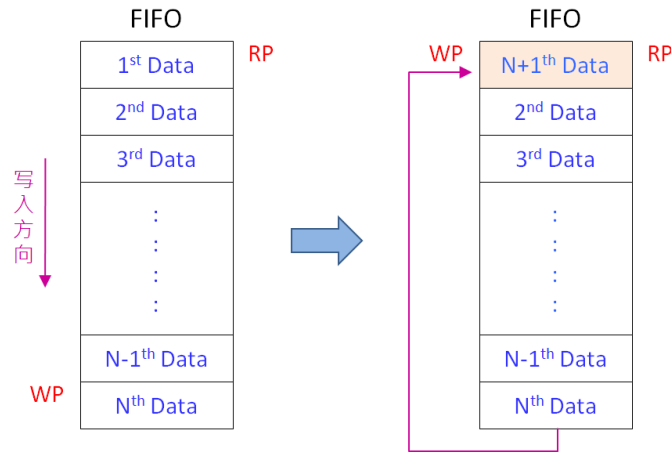 FIFO
RP
1st Data
2nd Data
3rd Data
:
:
:
:
N-1th Data
WP
Nth Data
写入方向
FIFO
WP
RP
N+1th Data
2nd Data
3rd Data
:
:
:
:
N-1th Data
Nth Data